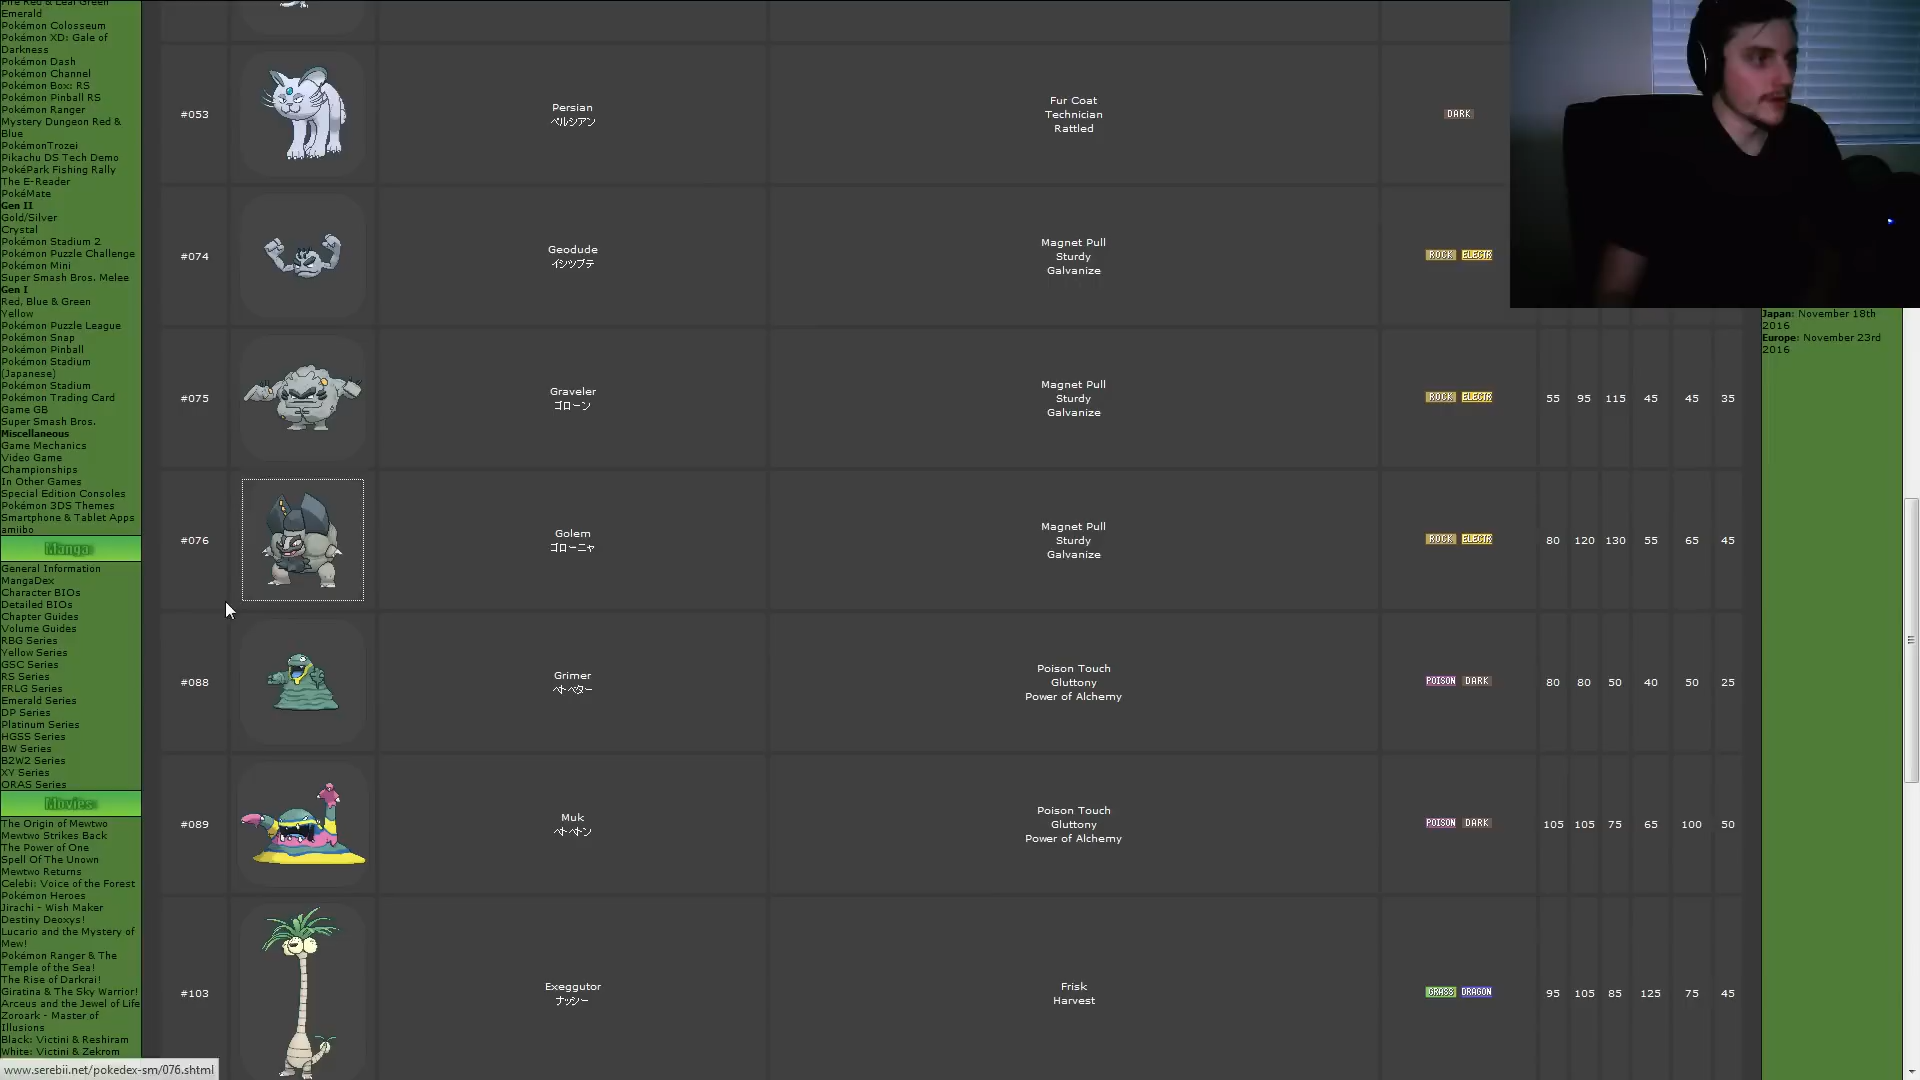 Fire Red & Leaf Green
Emerald
Pokémon Colosseum
Pokémon XD: Gale of
Darkness
Pokémon Dash
Pokémon Channel
Pokémon Box: RS
Pokémon Pinball RS
Pokémon Ranger
Mystery Dungeon Red &
Blue
PokémonTrozei
Pikachu DS Tech Demo
PokéPark Fishing Rally
The E-Reader
PokéMate
Gen II
Gold/Silver
Crystal
Pokémon Stadium 2
Pokémon Puzzle Challenge
Pokémon Mini
Super Smash Bros. Melee
Gen I
Red, Blue & Green
Yellow
Pokémon Puzzle League
Pokémon Snap
Pokémon Pinball
Pokémon Stadium
(Japanese)
Pokémon Stadium
Pokémon Trading Card
Game GB
Super Smash Bros.
Miscellaneous
Game Mechanics
Video Game
Championships
In Other Games
Special Edition Consoles
Pokémon 3DS Themes
Smartphone & Tablet Apps
amiibo
Manga:
General Information
MangaDex
Character BIOs
Detailed BIOs
Chapter Guides
Volume Guides
RBG Series
Yellow Series
GSC Series
RS Series
FRLG Series
Emerald Series
DP Series
Platinum Series
HGSS Series
BW Series
B2W2 Series
XY Series
ORAS Series
Movies:
The Origin of Mewtwo
Mewtwo Strikes Back
The Power of One
Spell Of The Unown
Mewtwo Returns
Celebi: Voice of the Forest
Pokémon Heroes
Jirachi - Wish Maker
Destiny Deoxys!
Lucario and the Mystery of
Mew!
Pokémon Ranger & The
Temple of the Sea!
The Rise of Darkrai!
Giratina & The Sky Warrior!
Arceus and the Jewel of Life
Zoroark - Master of
Illusions
Black: Victini & Reshiram
White: Victini & Zekrom
www.serebii.net/pokedex-sm/076.shtml
#053
Persian
ペルシアン
Fur Coat
Technician
Rattled
DARK
#074
Geodude
イシツブテ
Magnet Pull
Sturdy
Galvanize
ROCK ELECTR
#075
Graveler
ゴローン
Magnet Pull
Sturdy
Galvanize
ROCK ELECTR
55 95 115 45 45 35
#076
Golem
ゴローニャ
Magnet Pull
Sturdy
Galvanize
ROCK ELECTR
80 120 130 55 65 45
#088
Grimer
ベトベター
Poison Touch
Gluttony
Power of Alchemy
POISON DARK
80 80 50 40 50 25
#089
Muk
ベトベトン
Poison Touch
Gluttony
Power of Alchemy
POISON DARK
105 105 75 65 100 50
#103
Exeggutor
ナッシー
Frisk
Harvest
GRASS DRAGON
95 105 85 125 75 45
Japan: November 18th
2016
Europe: November 23rd
2016